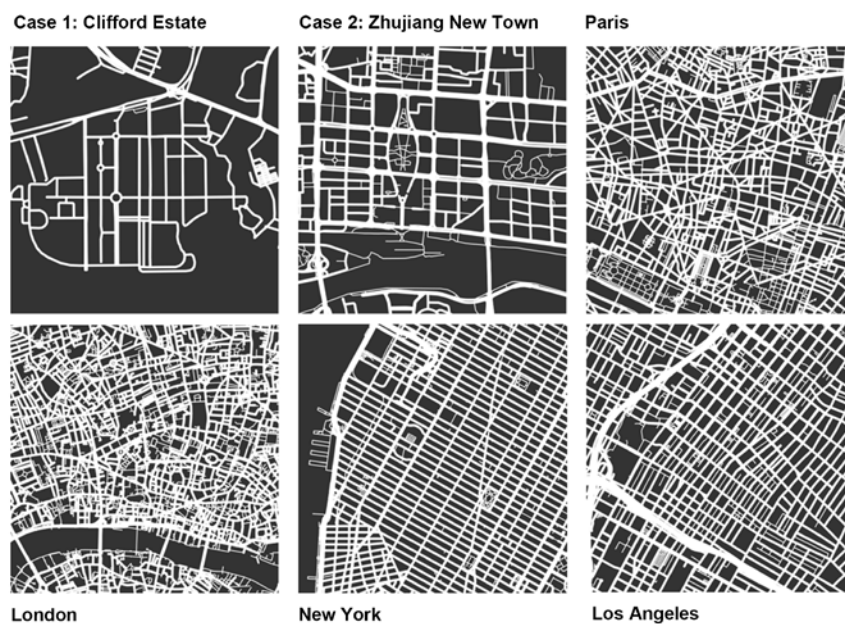 Case 1: Clifford Estate
Case 2: Zhujiang New Town
Paris
London
New York
Los Angeles